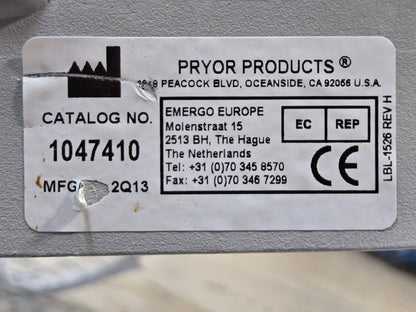 PRYOR PRODUCTS ®
PEACOCK BLVD, OCEANSIDE, CA 92056 U.S.A.
CATALOG NO.
1047410
MFG 2Q13
EMERGO EUROPE
Molenstraat 15
2513 BH, The Hague
The Netherlands
Tel: +31 (0)70 345 8570
Fax: +31 (0)70 346 7299
EC REP
CE
LBL-1526 REV H